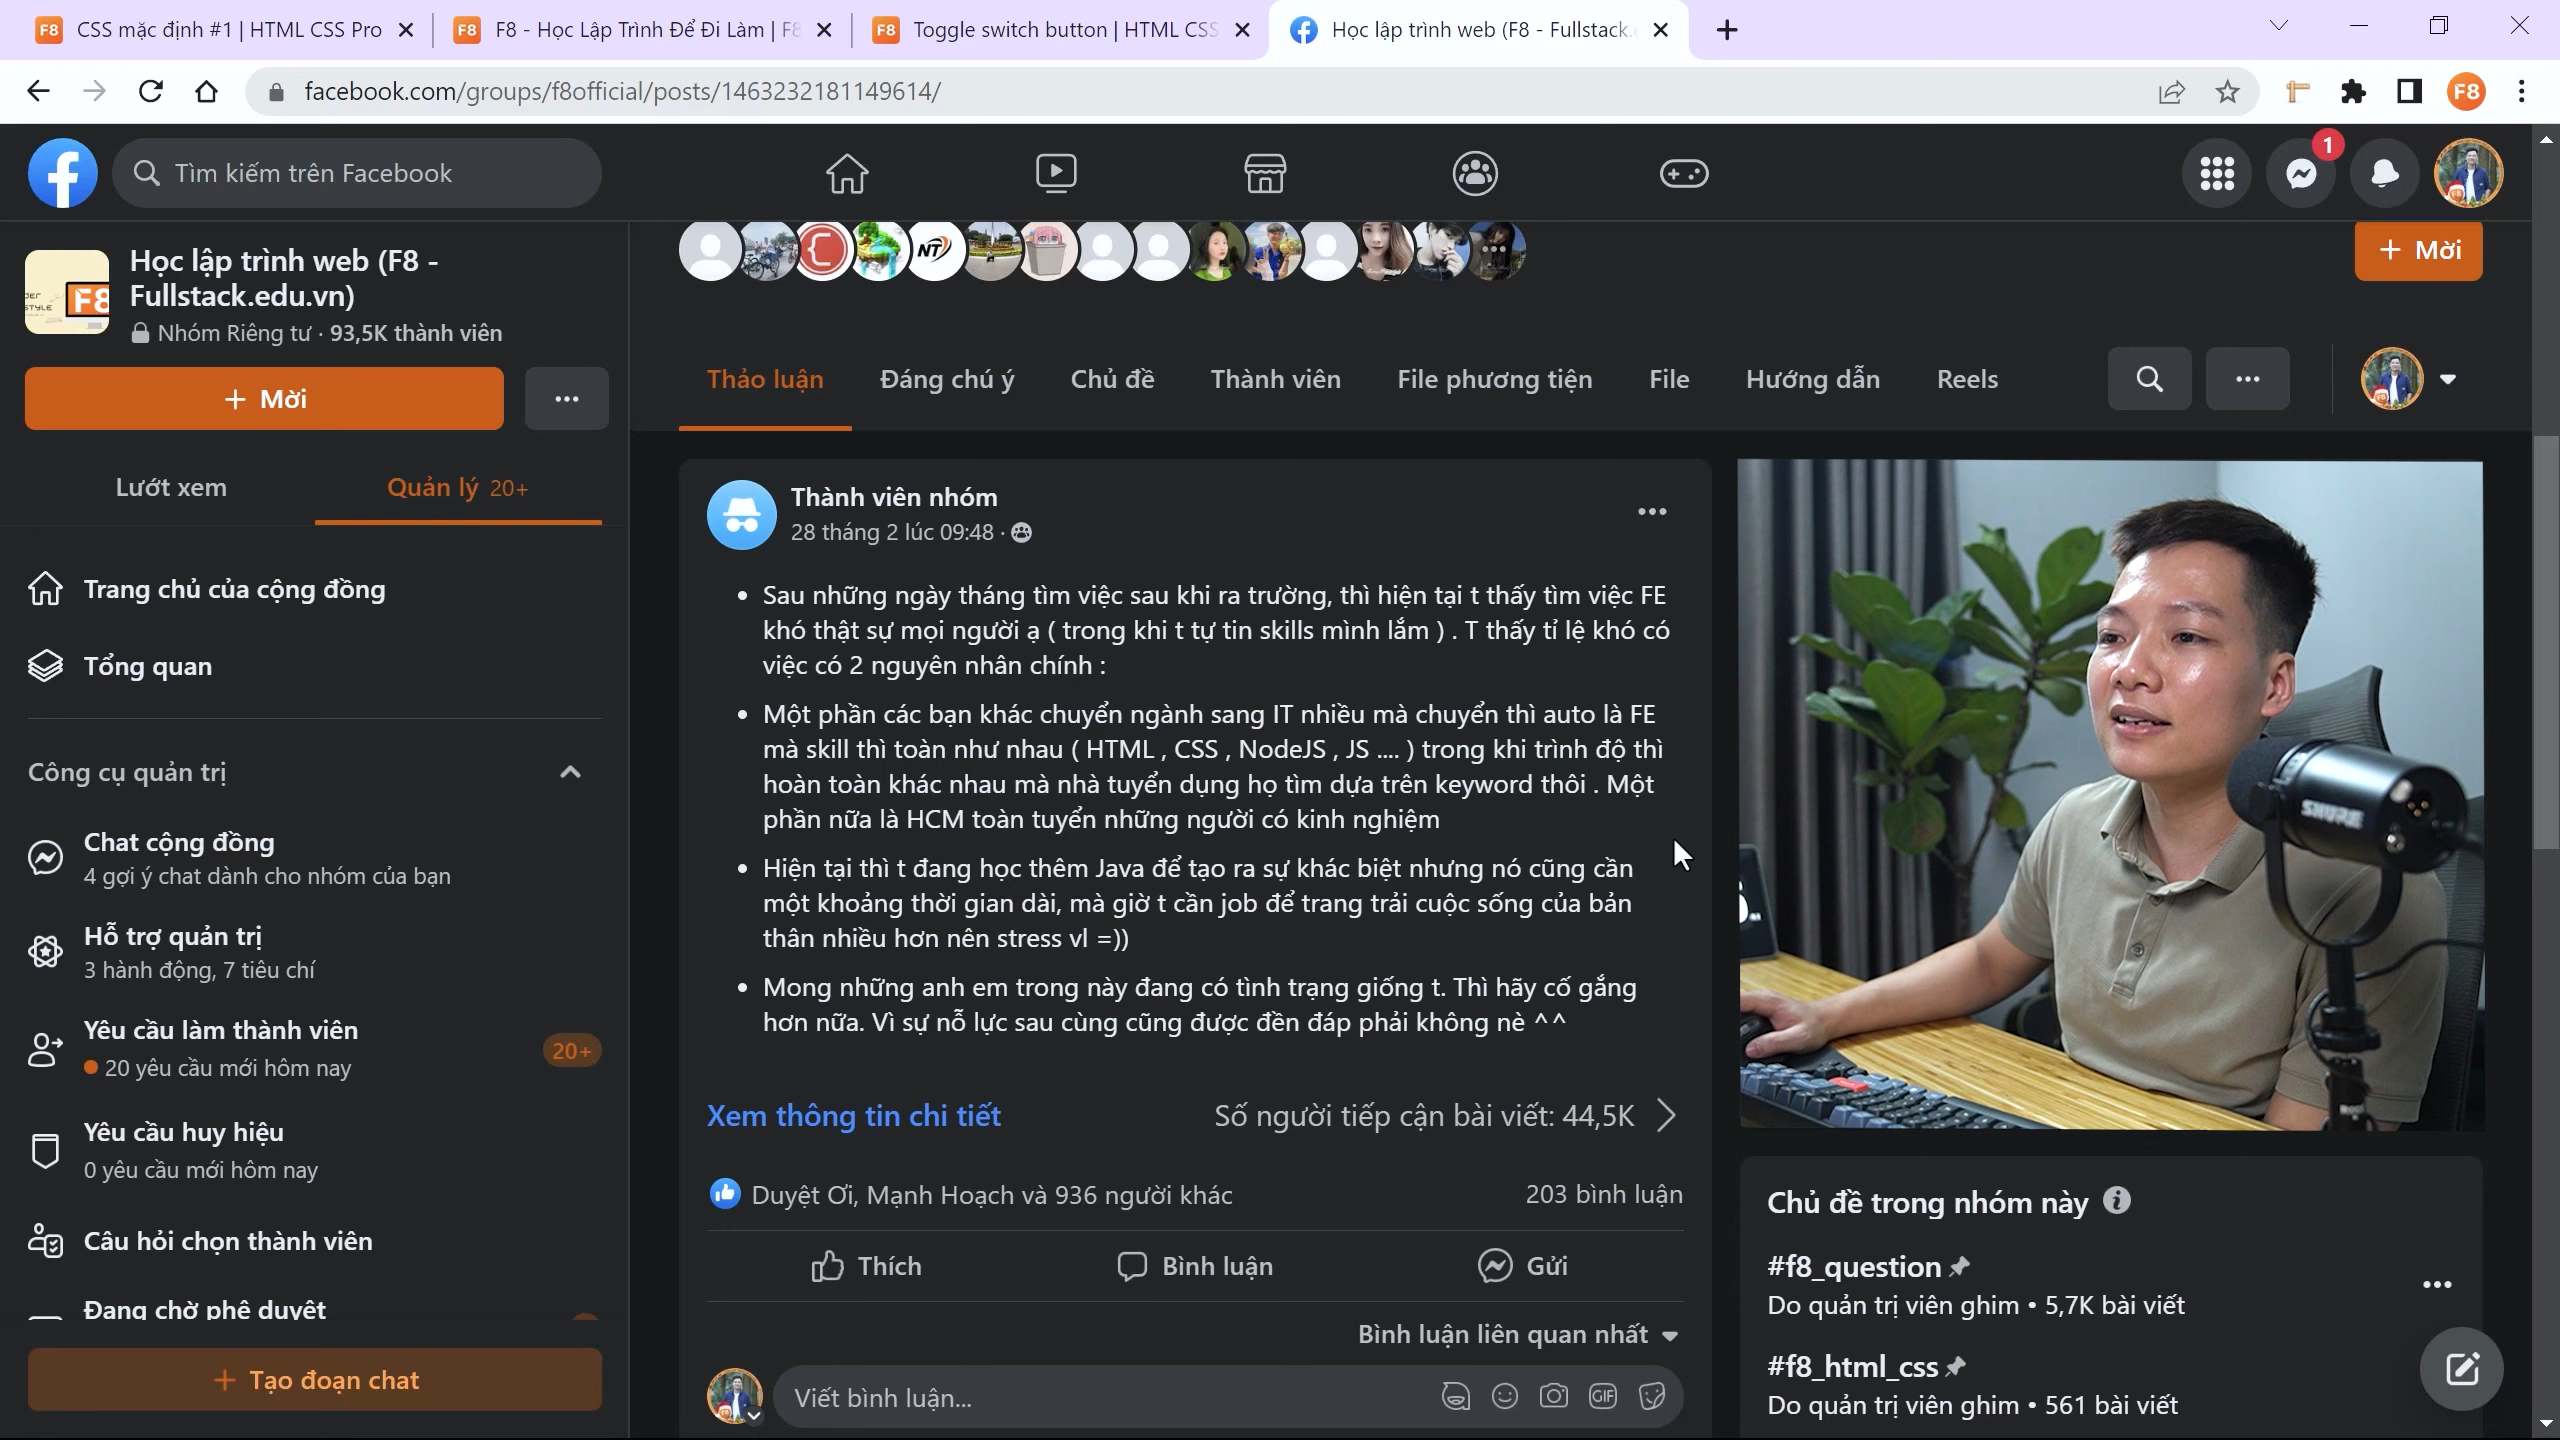 CSS mặc định #1 | HTML CSS Pro
F8 - Học Lập Trình Để Đi Làm | F8
Toggle switch button | HTML CSS
Học lập trình web (F8 - Fullstack.e
facebook.com/groups/f8official/posts/1463232181149614/
Tìm kiếm trên Facebook
1
Học lập trình web (F8 -
Fullstack.edu.vn)
Nhóm Riêng tư · 93,5K thành viên
+ Mời
Lướt xem
Quản lý 20+
Trang chủ của cộng đồng
Tổng quan
Công cụ quản trị
Chat cộng đồng
4 gợi ý chat dành cho nhóm của bạn
Hỗ trợ quản trị
3 hành động, 7 tiêu chí
Yêu cầu làm thành viên
20 yêu cầu mới hôm nay
20+
Yêu cầu huy hiệu
0 yêu cầu mới hôm nay
Câu hỏi chọn thành viên
Đang chờ phê duyệt
+ Tạo đoạn chat
NT
+ Mời
Thảo luận
Đáng chú ý
Chủ đề
Thành viên
File phương tiện
File
Hướng dẫn
Reels
Thành viên nhóm
28 tháng 2 lúc 09:48 ·
• Sau những ngày tháng tìm việc sau khi ra trường, thì hiện tại t thấy tìm việc FE
khó thật sự mọi người ạ ( trong khi t tự tin skills mình lắm ) . T thấy tỉ lệ khó có
việc có 2 nguyên nhân chính :
• Một phần các bạn khác chuyển ngành sang IT nhiều mà chuyển thì auto là FE
mà skill thì toàn như nhau ( HTML , CSS , NodeJS , JS .... ) trong khi trình độ thì
hoàn toàn khác nhau mà nhà tuyển dụng họ tìm dựa trên keyword thôi . Một
phần nữa là HCM toàn tuyển những người có kinh nghiệm
• Hiện tại thì t đang học thêm Java để tạo ra sự khác biệt nhưng nó cũng cần
một khoảng thời gian dài, mà giờ t cần job để trang trải cuộc sống của bản
thân nhiều hơn nên stress vl =))
• Mong những anh em trong này đang có tình trạng giống t. Thì hãy cố gắng
hơn nữa. Vì sự nỗ lực sau cùng cũng được đền đáp phải không nè ^^
Xem thông tin chi tiết
Số người tiếp cận bài viết: 44,5K
Duyệt Ơi, Mạnh Hoạch và 936 người khác
203 bình luận
Thích
Bình luận
Gửi
Bình luận liên quan nhất
Viết bình luận...
GIF
SHURE
Chủ đề trong nhóm này
#f8_question
Do quản trị viên ghim • 5,7K bài viết
#f8_html_css
Do quản trị viên ghim • 561 bài viết